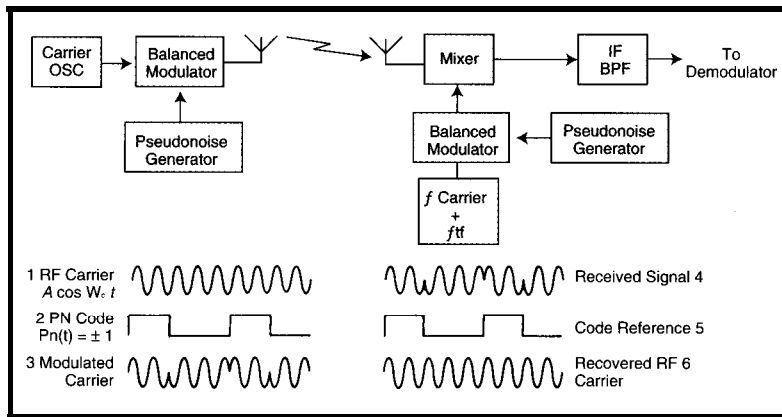 Carrier
OSC
Balanced
Modulator
Mixer
IF
BPF
To
Demodulator
Pseudonoise
Generator
Balanced
Modulator
Pseudonoise
Generator
f Carrier
+
ftf
1 RF Carrier
A cos Wc t
Received Signal 4
2 PN Code
Pn(t) = ± 1
Code Reference 5
3 Modulated
Carrier
Recovered RF 6
Carrier